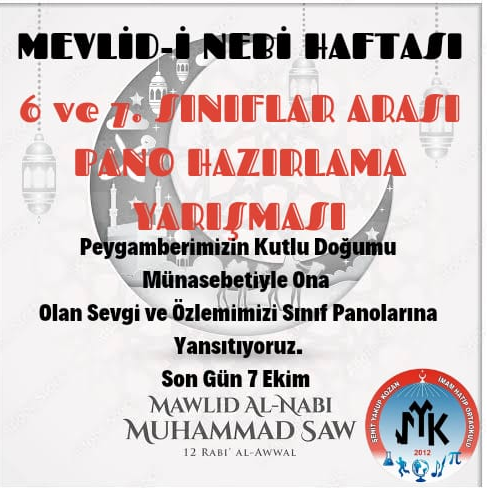 MEVLİD-İ NEBİ HAFTASI
6 ve 7. SINIFLAR ARASI
PANO HAZIRLAMA
YARIŞMASI
Peygamberimizin Kutlu Doğumu
Münasebetiyle Ona
Olan Sevgi ve Özlemimizi Sınıf Panolarına
Yansıtıyoruz.
Son Gün 7 Ekim
MAWLID AL-NABI
MUHAMMAD SAW
12 RABI' AL-AWWAL
ŞEHİT YAKUP KOZAN
İMAM HATİP ORTAOKULU
ŞYK
2012